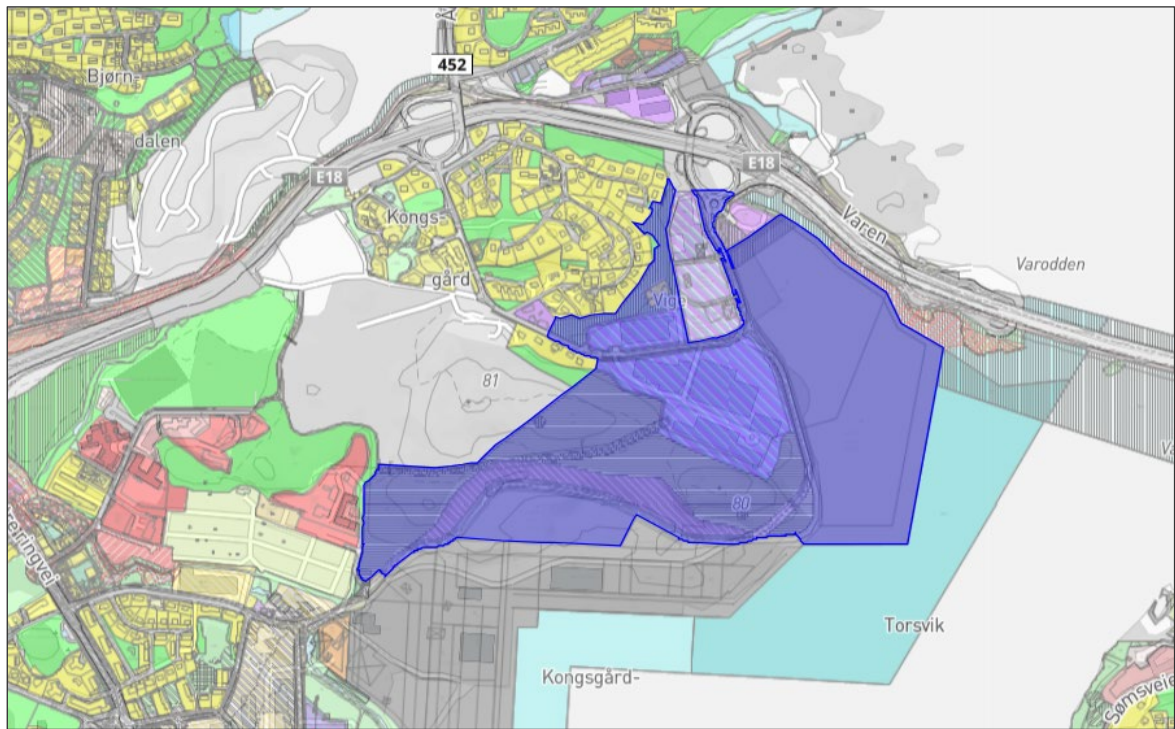 452
Bjørn-
dalen
E18
E18
Varen
Kongs-
gård
Varodden
Vige
81
80
Torsvik
Kongsgård-
Sømsveie